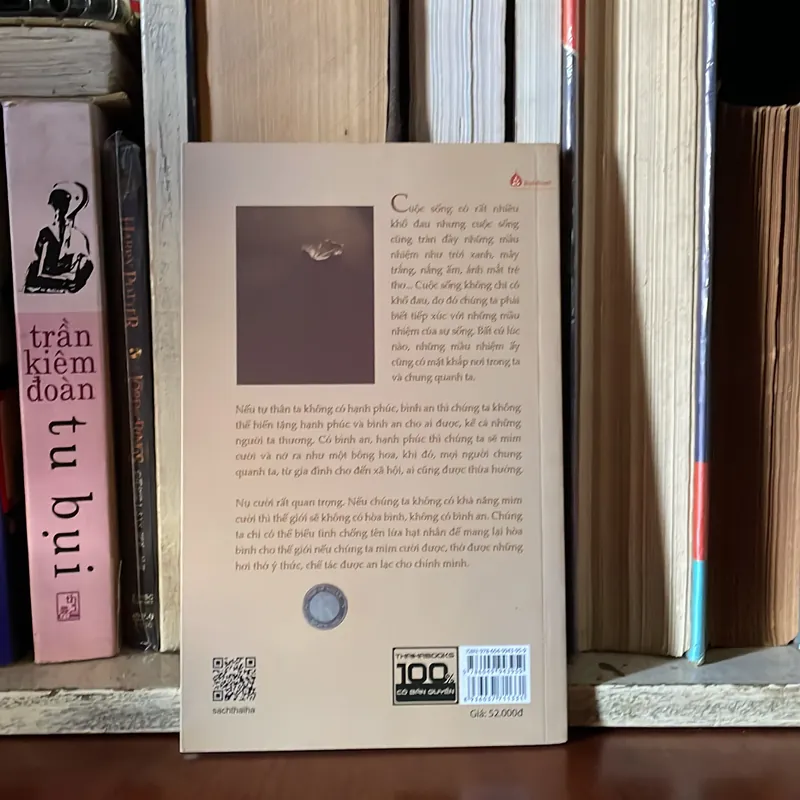 trần
kiêm
đoàn
tu bụi
HARRY POTTER
Cuộc sống có rất nhiều
khổ đau nhưng cuộc sống
cũng tràn đầy những mầu
nhiệm như trời xanh, mây
trắng, nắng ấm, ánh mắt trẻ
thơ... Cuộc sống không chỉ có
khổ đau, do đó chúng ta phải
biết tiếp xúc với những mầu
nhiệm của sự sống. Bất cứ lúc
nào, những mầu nhiệm ấy
cũng có mặt khắp nơi trong ta
và chung quanh ta.
Nếu tự thân ta không có hạnh phúc, bình an thì chúng ta không
thể hiến tặng hạnh phúc và bình an cho ai được, kể cả những
người ta thương. Có bình an, hạnh phúc thì chúng ta sẽ mỉm
cười và nở ra như một bông hoa, khi đó, mọi người chung
quanh ta, từ gia đình cho đến xã hội, ai cũng được thừa hưởng.
Nụ cười rất quan trọng. Nếu chúng ta không có khả năng mỉm
cười thì thế giới sẽ không có hòa bình, không có bình an. Chúng
ta chỉ có thể biểu tình chống tên lửa hạt nhân để mang lại hòa
bình cho thế giới nếu chúng ta mỉm cười được, thở được những
hơi thở ý thức, chế tác được an lạc cho chính mình.
sachthaiha
THAIHABOOKS
100%
CÓ BẢN QUYỀN
Giá: 52.000đ